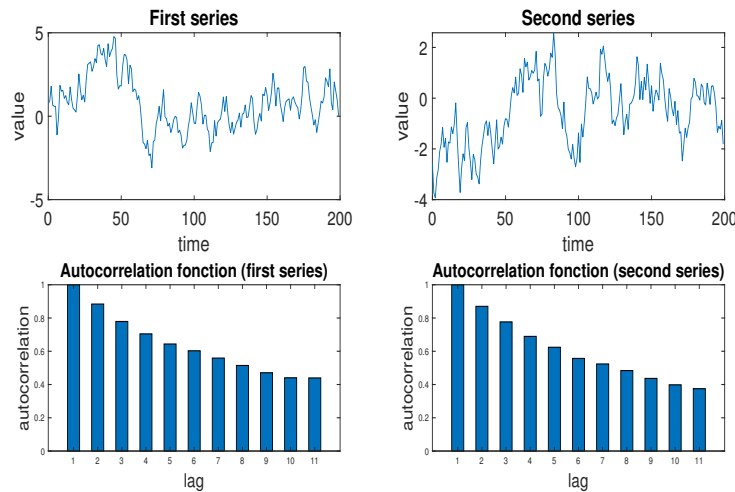 First series
value
5
0
-5
0 50 100 150 200
time
Second series
value
2
0
-2
-4
0 50 100 150 200
time
Autocorrelation fonction (first series)
autocorrelation
1
0.8
0.6
0.4
0.2
0
1 2 3 4 5 6 7 8 9 10 11
lag
Autocorrelation fonction (second series)
autocorrelation
1
0.8
0.6
0.4
0.2
0
1 2 3 4 5 6 7 8 9 10 11
lag